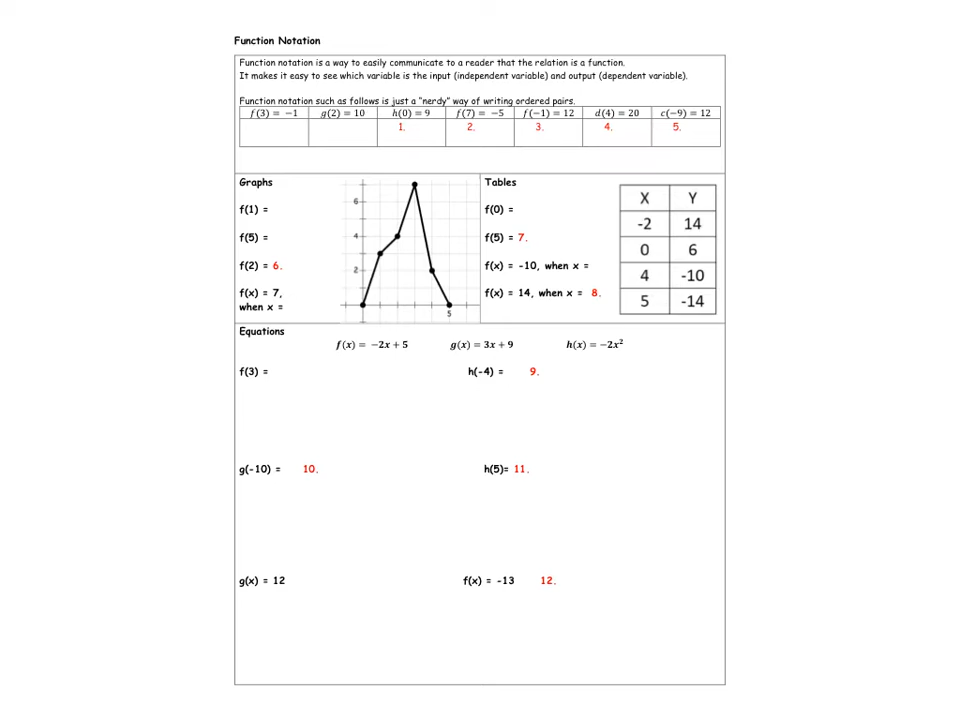 Function Notation
Function notation is a way to easily communicate to a reader that the relation is a function.
It makes it easy to see which variable is the input (independent variable) and output (dependent variable).
Function notation such as follows is just a "nerdy" way of writing ordered pairs.
f(3) = −1 g(2) = 10 h(0) = 9 f(7) = −5 f(−1) = 12 d(4) = 20 c(−9) = 12
1. 2. 3. 4. 5.
Graphs
f(1) =
f(5) =
f(2) = 6.
f(x) = 7,
when x =
6
4
2
5
Tables
f(0) =
f(5) = 7.
f(x) = -10, when x =
f(x) = 14, when x = 8.
X Y
-2 14
0 6
4 -10
5 -14
Equations
f(x) = −2x + 5 g(x) = 3x + 9 h(x) = −2x²
f(3) = h(-4) = 9.
g(-10) = 10. h(5)= 11.
g(x) = 12 f(x) = -13 12.